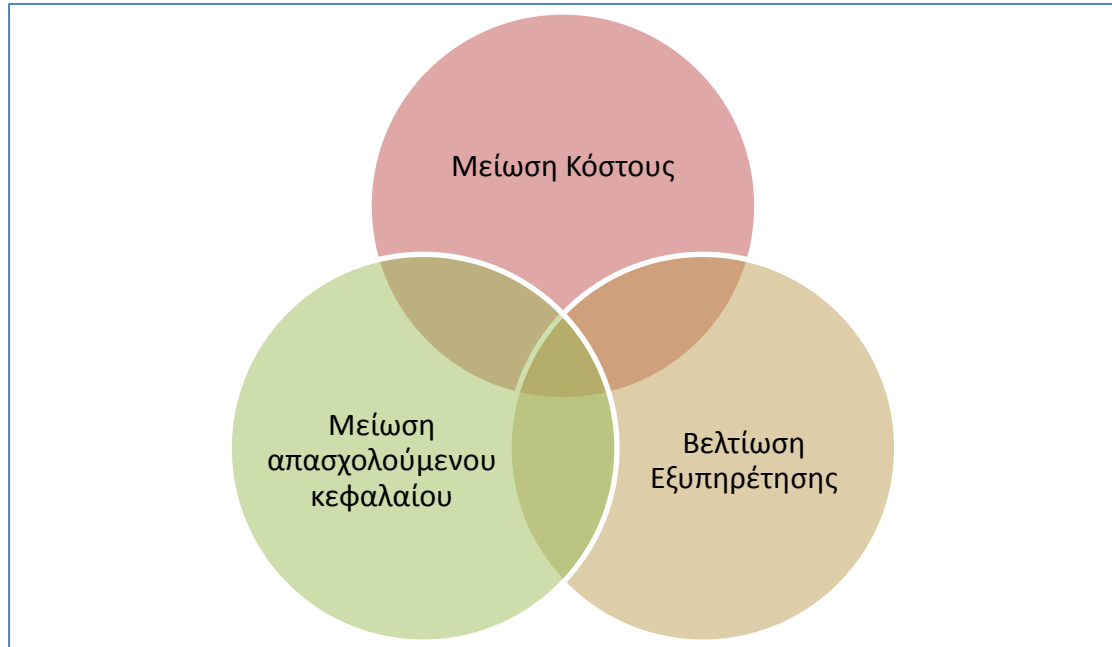 Μείωση Κόστους
Μείωση
απασχολούμενου
κεφαλαίου
Βελτίωση
Εξυπηρέτησης